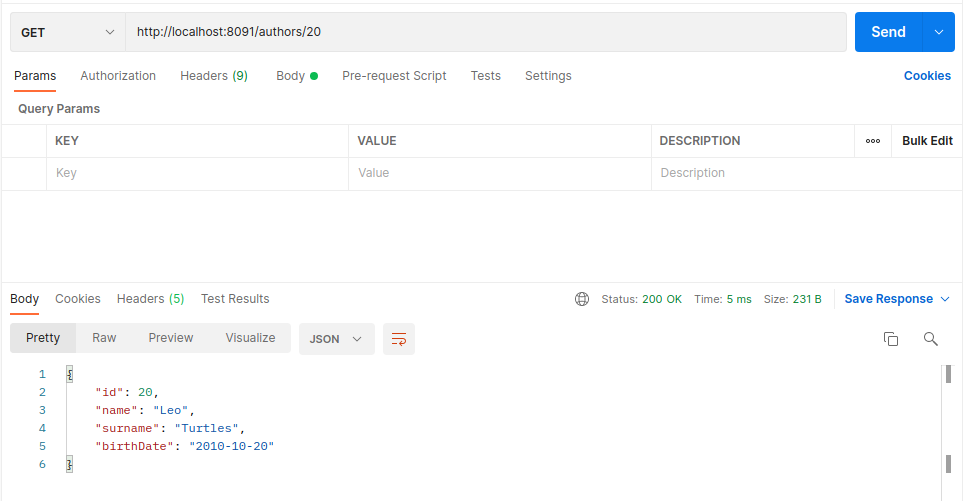 GET http://localhost:8091/authors/20 Send
Params Authorization Headers (9) Body Pre-request Script Tests Settings Cookies
Query Params
KEY VALUE DESCRIPTION Bulk Edit
Key Value Description
Body Cookies Headers (5) Test Results Status: 200 OK Time: 5 ms Size: 231 B Save Response
Pretty Raw Preview Visualize JSON
1 {
2 "id": 20,
3 "name": "Leo",
4 "surname": "Turtles",
5 "birthDate": "2010-10-20"
6 }